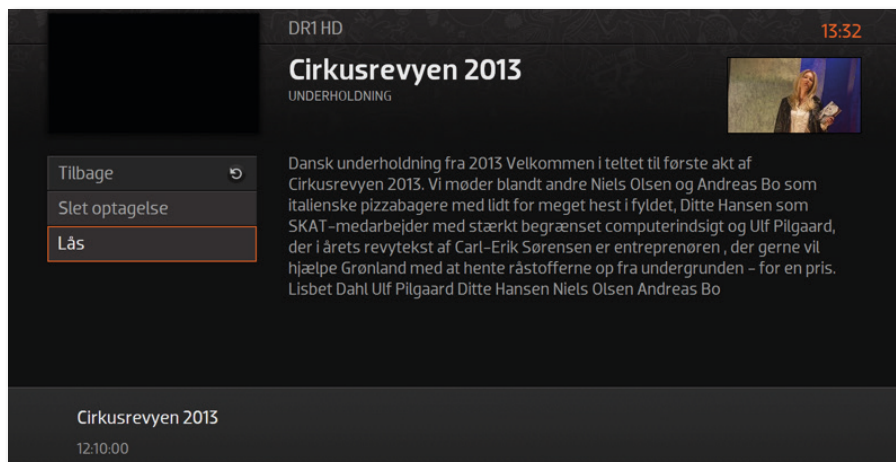 DR1 HD
13:32
Cirkusrevyen 2013
UNDERHOLDNING
Tilbage
Slet optagelse
Lås
Dansk underholdning fra 2013 Velkommen i teltet til første akt af
Cirkusrevyen 2013. Vi møder blandt andre Niels Olsen og Andreas Bo som
italienske pizzabagere med lidt for meget hest i fyldet, Ditte Hansen som
SKAT-medarbejder med stærkt begrænset computerindsigt og Ulf Pilgaard,
der i årets revytekst af Carl-Erik Sørensen er entreprenøren , der gerne vil
hjælpe Grønland med at hente råstofferne op fra undergrunden – for en pris.
Lisbet Dahl Ulf Pilgaard Ditte Hansen Niels Olsen Andreas Bo
Cirkusrevyen 2013
12:10:00